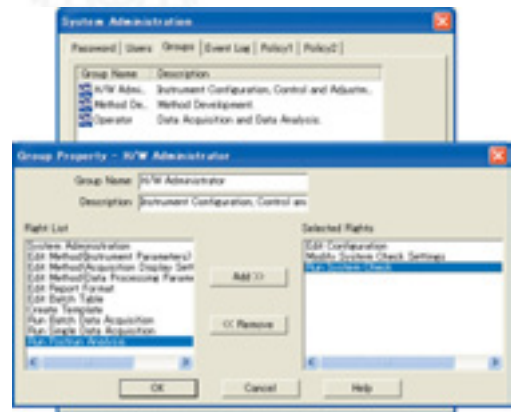 System Administration
Password Users Groups Event Log Policy1 Policy2
Group Name Description
H/W Admi.. Instrument Configuration, Control and Adjustm..
Method De.. Method Development.
Operator Data Acquisition and Data Analysis.
Group Property - H/W Administrator
Group Name H/W Administrator
Description Instrument Configuration, Control an
Right List
System Administration
Edit Method(Instrument Parameters)
Edit Method(Acquisition Display Sett
Edit Method(Data Processing Parame
Edit Report Format
Edit Batch Table
Create Template
Run Batch Data Acquisition
Run Single Data Acquisition
Run Postrun Analysis
Add >>
<< Remove
Selected Rights
Edit Configuration
Modify System Check Settings
Run System Check
OK Cancel Help